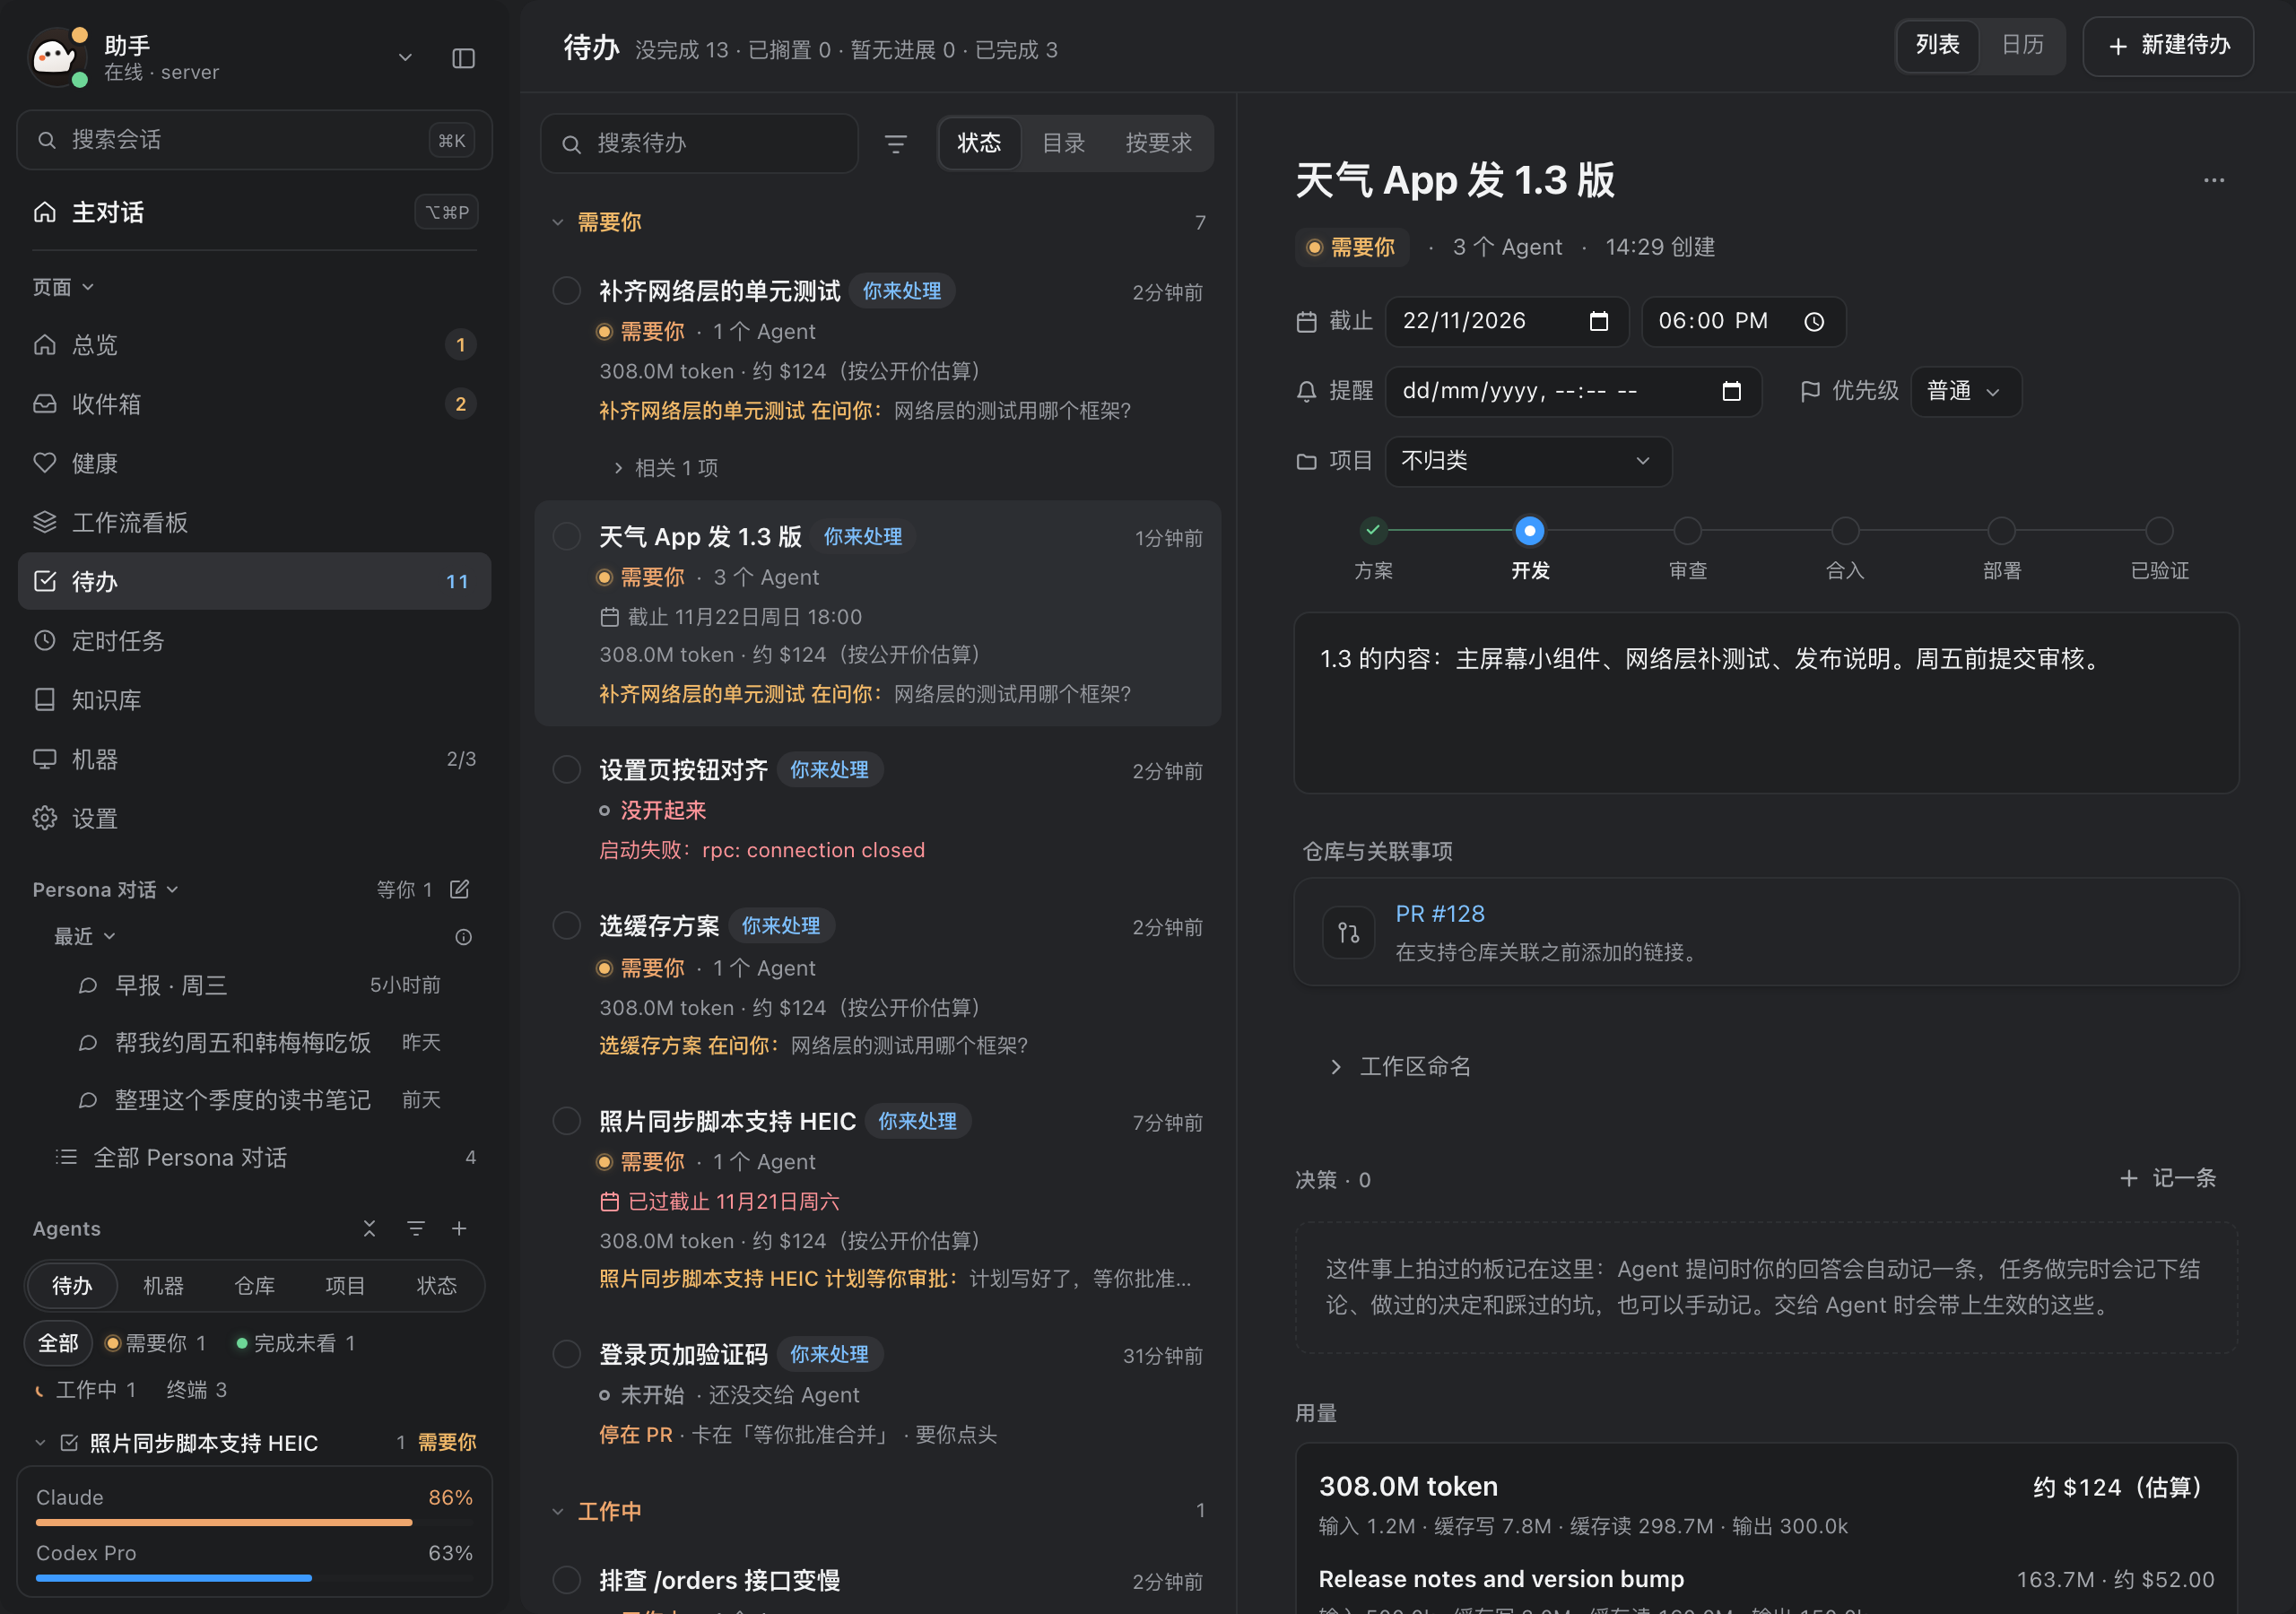 助手
在线 · server
搜索会话 ⌘K
主对话 ⌥⌘P
页面
总览 1
收件箱 2
健康
工作流看板
待办 11
定时任务
知识库
机器 2/3
设置
Persona 对话 等你 1
最近
早报 · 周三 5小时前
帮我约周五和韩梅梅吃饭 昨天
整理这个季度的读书笔记 前天
全部 Persona 对话 4
Agents
待办 机器 仓库 项目 状态
全部 需要你 1 完成未看 1
工作中 1 终端 3
照片同步脚本支持 HEIC 1 需要你
Claude 86%
Codex Pro 63%
待办 没完成 13 · 已搁置 0 · 暂无进展 0 · 已完成 3
列表 日历 新建待办
搜索待办 状态 目录 按要求
需要你 7
补齐网络层的单元测试 你来处理 2分钟前
需要你 · 1 个 Agent
308.0M token · 约 $124（按公开价估算）
补齐网络层的单元测试 在问你：网络层的测试用哪个框架?
相关 1 项
天气 App 发 1.3 版 你来处理 1分钟前
需要你 · 3 个 Agent
截止 11月22日周日 18:00
308.0M token · 约 $124（按公开价估算）
补齐网络层的单元测试 在问你：网络层的测试用哪个框架?
设置页按钮对齐 你来处理 2分钟前
没开起来
启动失败：rpc: connection closed
选缓存方案 你来处理 2分钟前
需要你 · 1 个 Agent
308.0M token · 约 $124（按公开价估算）
选缓存方案 在问你：网络层的测试用哪个框架?
照片同步脚本支持 HEIC 你来处理 7分钟前
需要你 · 1 个 Agent
已过截止 11月21日周六
308.0M token · 约 $124（按公开价估算）
照片同步脚本支持 HEIC 计划等你审批：计划写好了，等你批准...
登录页加验证码 你来处理 31分钟前
未开始 · 还没交给 Agent
停在 PR · 卡在「等你批准合并」 · 要你点头
工作中 1
排查 /orders 接口变慢 2分钟前
天气 App 发 1.3 版
需要你 · 3 个 Agent · 14:29 创建
截止 22/11/2026 06:00 PM
提醒 dd/mm/yyyy, --:-- -- 优先级 普通
项目 不归类
方案 开发 审查 合入 部署 已验证
1.3 的内容：主屏幕小组件、网络层补测试、发布说明。周五前提交审核。
仓库与关联事项
PR #128
在支持仓库关联之前添加的链接。
工作区命名
决策 · 0 记一条
这件事上拍过的板记在这里：Agent 提问时你的回答会自动记一条，任务做完时会记下结
论、做过的决定和踩过的坑，也可以手动记。交给 Agent 时会带上生效的这些。
用量
308.0M token 约 $124（估算）
输入 1.2M · 缓存写 7.8M · 缓存读 298.7M · 输出 300.0k
Release notes and version bump 163.7M · 约 $52.00